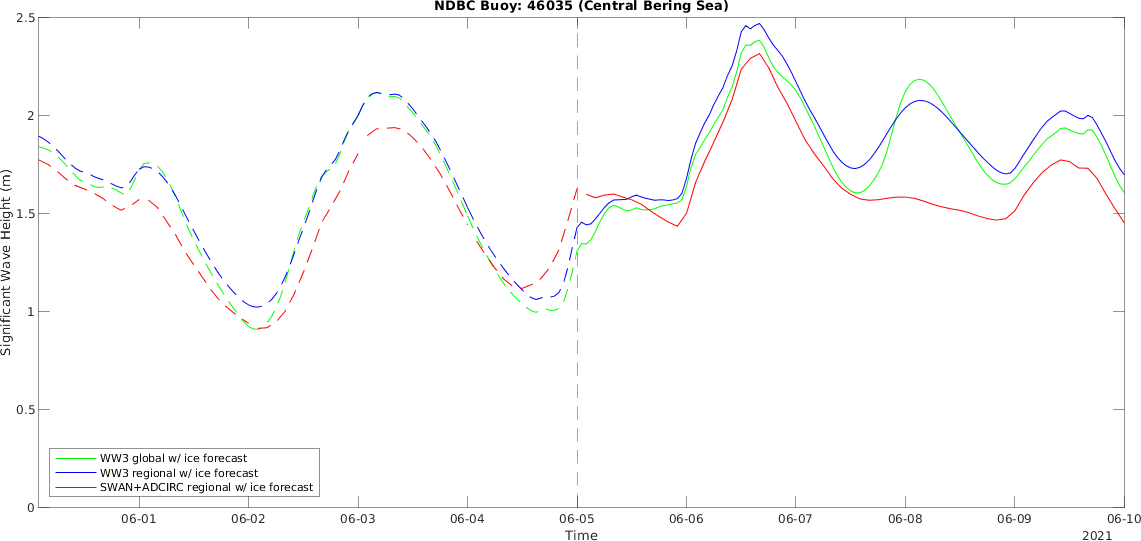 NDBC Buoy: 46035 (Central Bering Sea)
2.5
2
1.5
1
0.5
0
Significant Wave Height (m)
WW3 global w/ ice forecast
WW3 regional w/ ice forecast
SWAN+ADCIRC regional w/ ice forecast
06-01 06-02 06-03 06-04 06-05 06-06 06-07 06-08 06-09 06-10
Time
2021